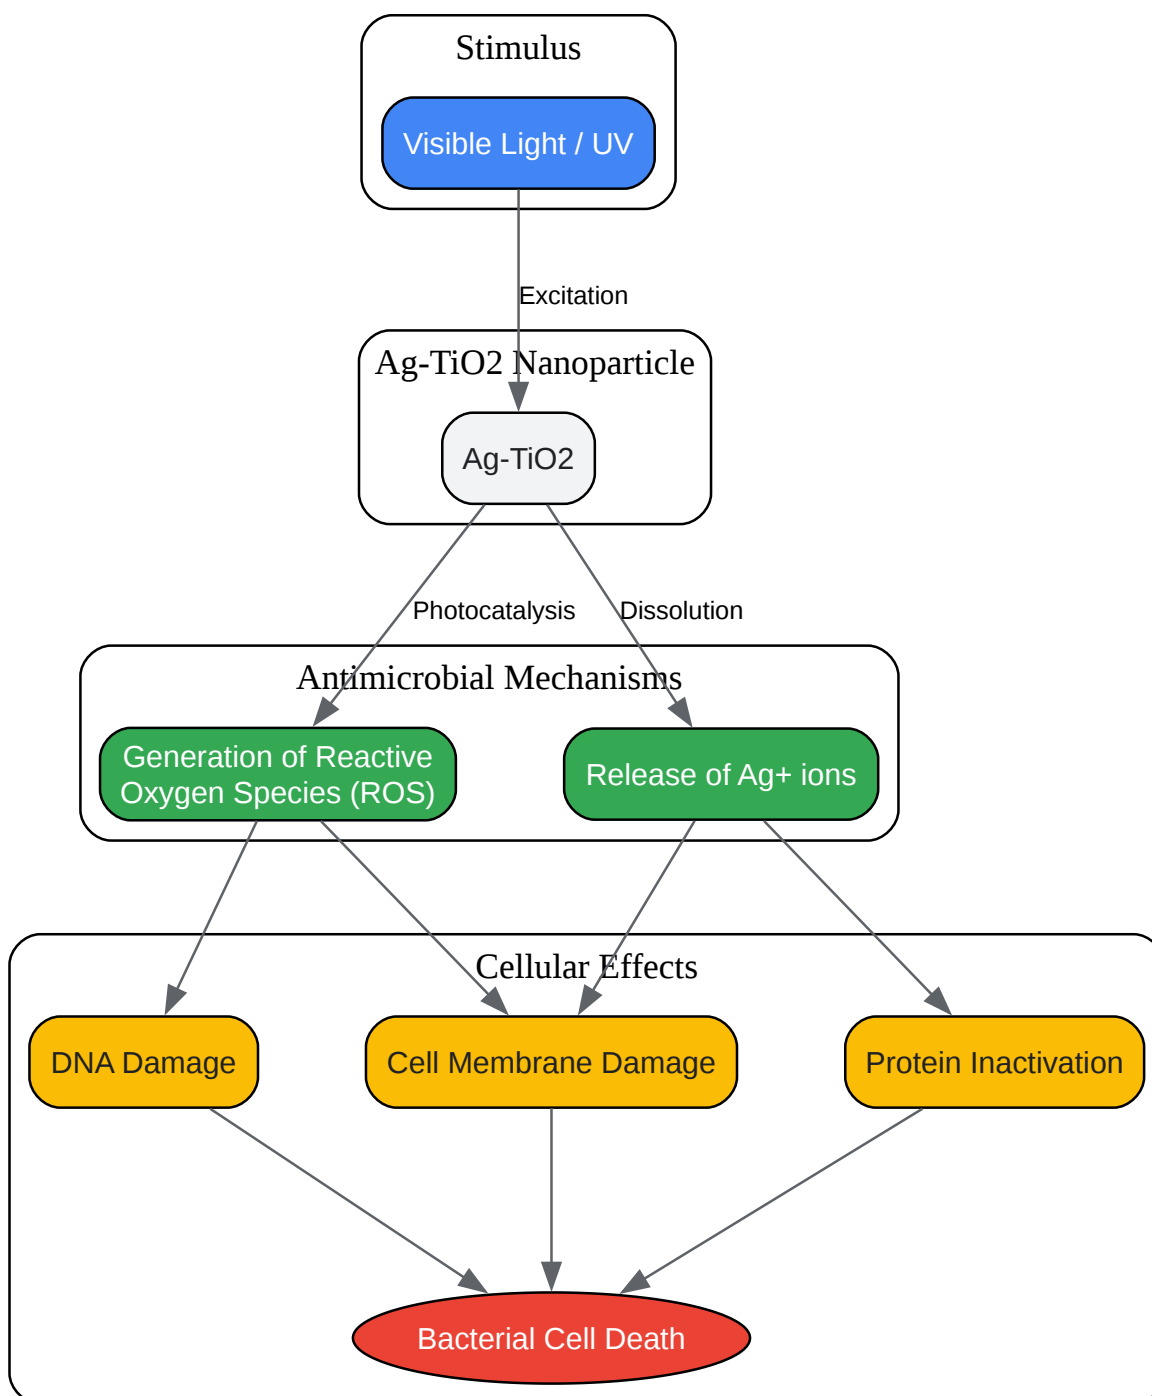 Stimulus
Visible Light / UV
Excitation
Ag-TiO2 Nanoparticle
Ag-TiO2
Photocatalysis
Dissolution
Antimicrobial Mechanisms
Generation of Reactive
Oxygen Species (ROS)
Release of Ag+ ions
Cellular Effects
DNA Damage
Cell Membrane Damage
Protein Inactivation
Bacterial Cell Death